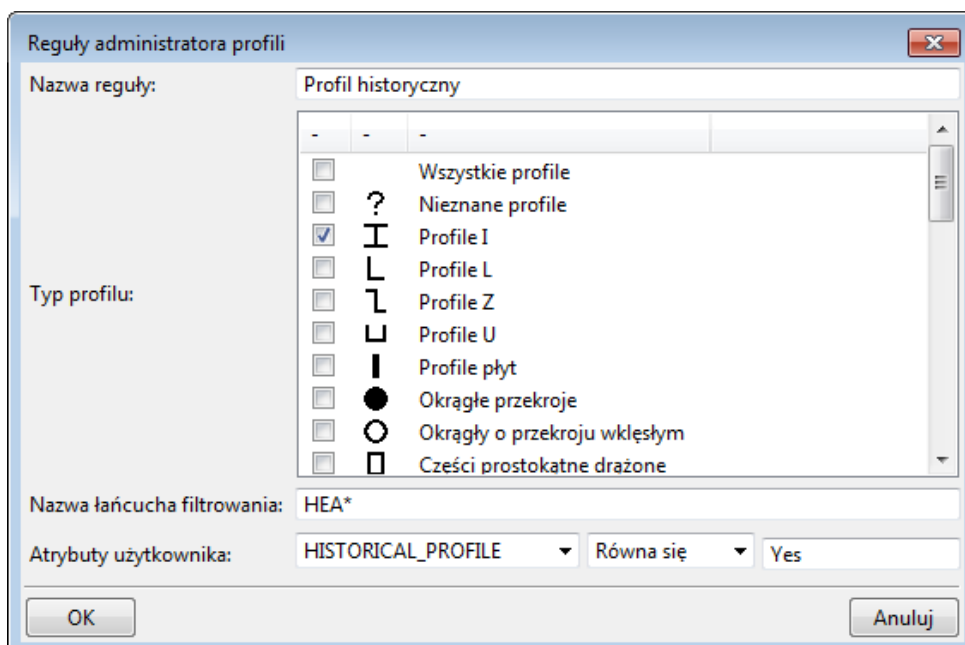 Reguły administratora profili
Nazwa reguły: Profil historyczny
- - -
Wszystkie profile
? Nieznane profile
Profile I
Profile L
Profile Z
Typ profilu:
Profile U
Profile płyt
Okrągłe przekroje
Okrągły o przekroju wklęsłym
Części prostokątne drążone
Nazwa łańcucha filtrowania: HEA*
Atrybuty użytkownika: HISTORICAL_PROFILE Równa się Yes
OK Anuluj